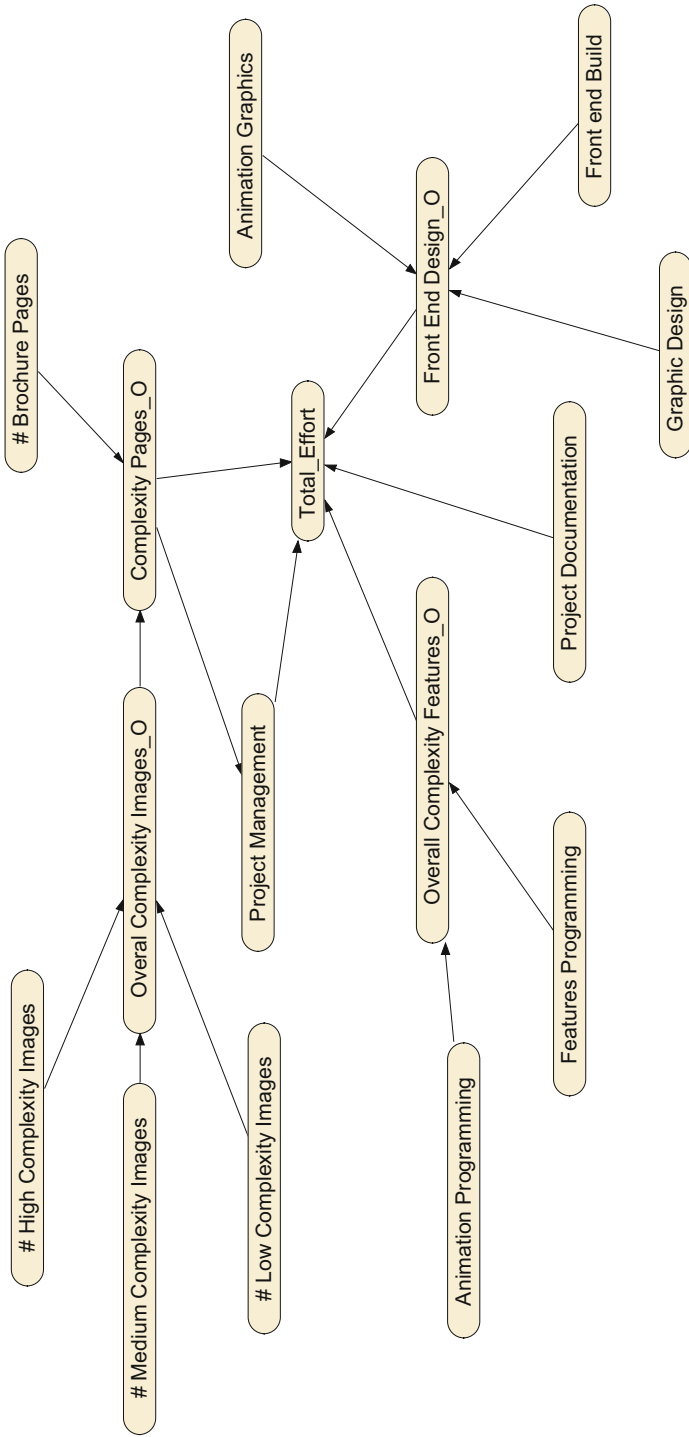 # High Complexity Images
# Medium Complexity Images
# Low Complexity Images
Overal Complexity Images_O
# Brochure Pages
Complexity Pages_O
Project Management
Total_Effort
Animation Graphics
Front End Design_O
Front end Build
Graphic Design
Project Documentation
Overall Complexity Features_O
Animation Programming
Features Programming